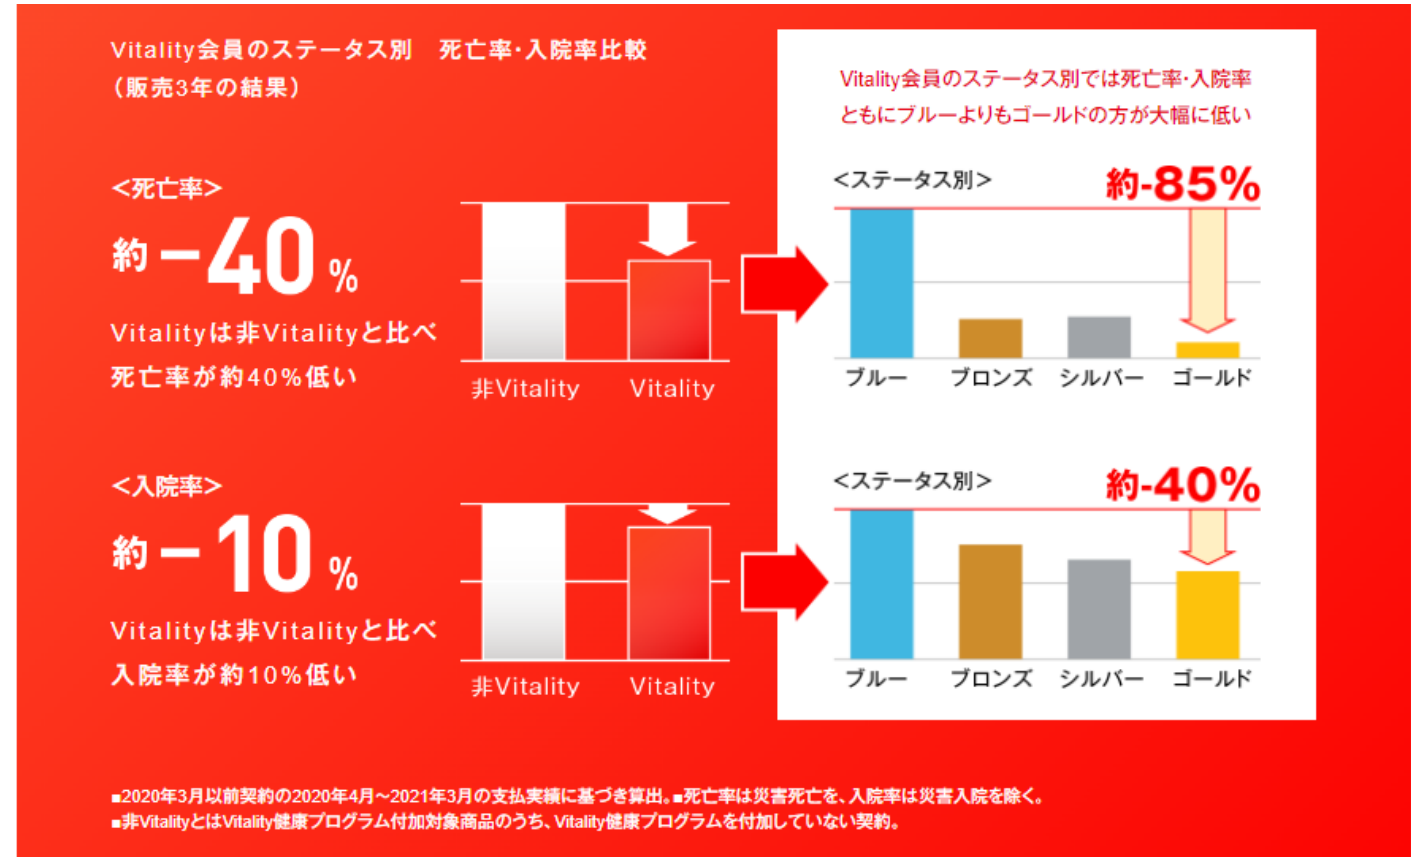 Vitality会員のステータス別　死亡率・入院率比較
（販売3年の結果）
＜死亡率＞
約－40%
Vitalityは非Vitalityと比べ
死亡率が約40%低い
非Vitality
Vitality
＜入院率＞
約－10%
Vitalityは非Vitalityと比べ
入院率が約10%低い
非Vitality
Vitality
Vitality会員のステータス別では死亡率・入院率
ともにブルーよりもゴールドの方が大幅に低い
＜ステータス別＞
約-85%
ブルー
ブロンズ
シルバー
ゴールド
＜ステータス別＞
約-40%
ブルー
ブロンズ
シルバー
ゴールド
■2020年3月以前契約の2020年4月～2021年3月の支払実績に基づき算出。■死亡率は災害死亡を、入院率は災害入院を除く。
■非VitalityとはVitality健康プログラム付加対象商品のうち、Vitality健康プログラムを付加していない契約。